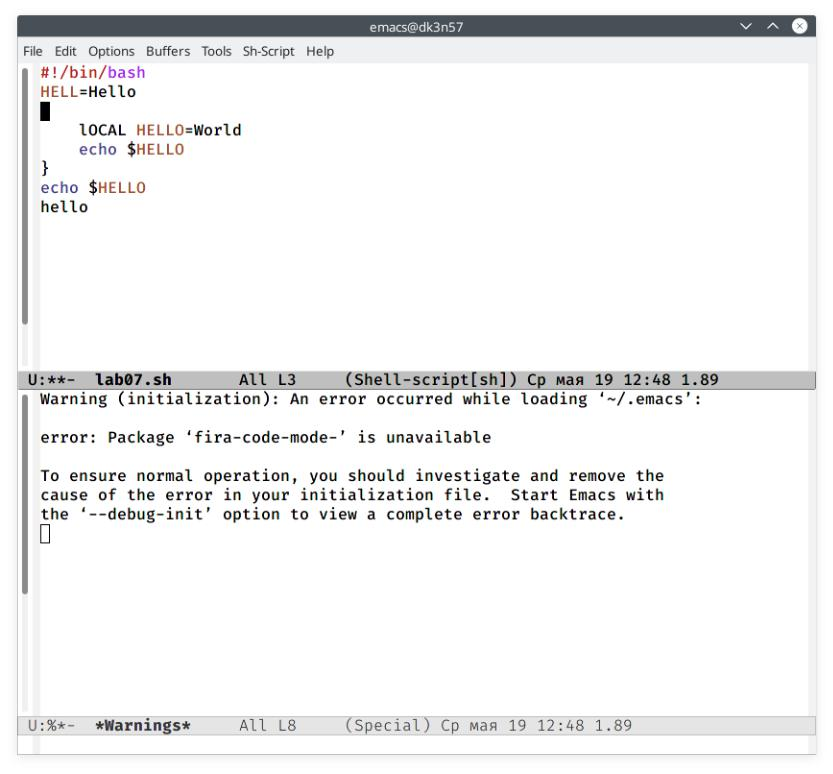 emacs@dk3n57
File Edit Options Buffers Tools Sh-Script Help
#!/bin/bash
HELL=Hello
    lOCAL HELLO=World
    echo $HELLO
}
echo $HELLO
hello
U:**-  lab07.sh       All L3     (Shell-script[sh]) Ср мая 19 12:48 1.89
Warning (initialization): An error occurred while loading ‘~/.emacs’:
error: Package ‘fira-code-mode-’ is unavailable
To ensure normal operation, you should investigate and remove the
cause of the error in your initialization file.  Start Emacs with
the ‘--debug-init’ option to view a complete error backtrace.
U:%*-  *Warnings*     All L8     (Special) Ср мая 19 12:48 1.89